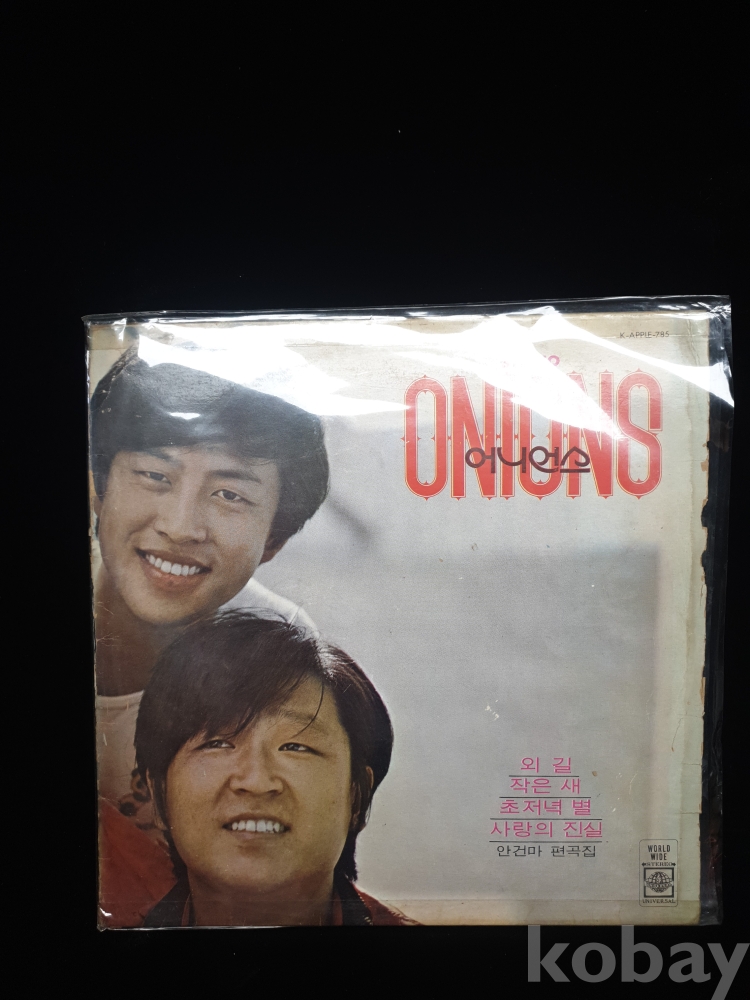 K-APPLE-785
ONIONS
어니언스
외길
작은 새
초저녁 별
사랑의 진실
안건마 편곡집
WORLD
WIDE
STEREO
UNIVERSAL
kobay